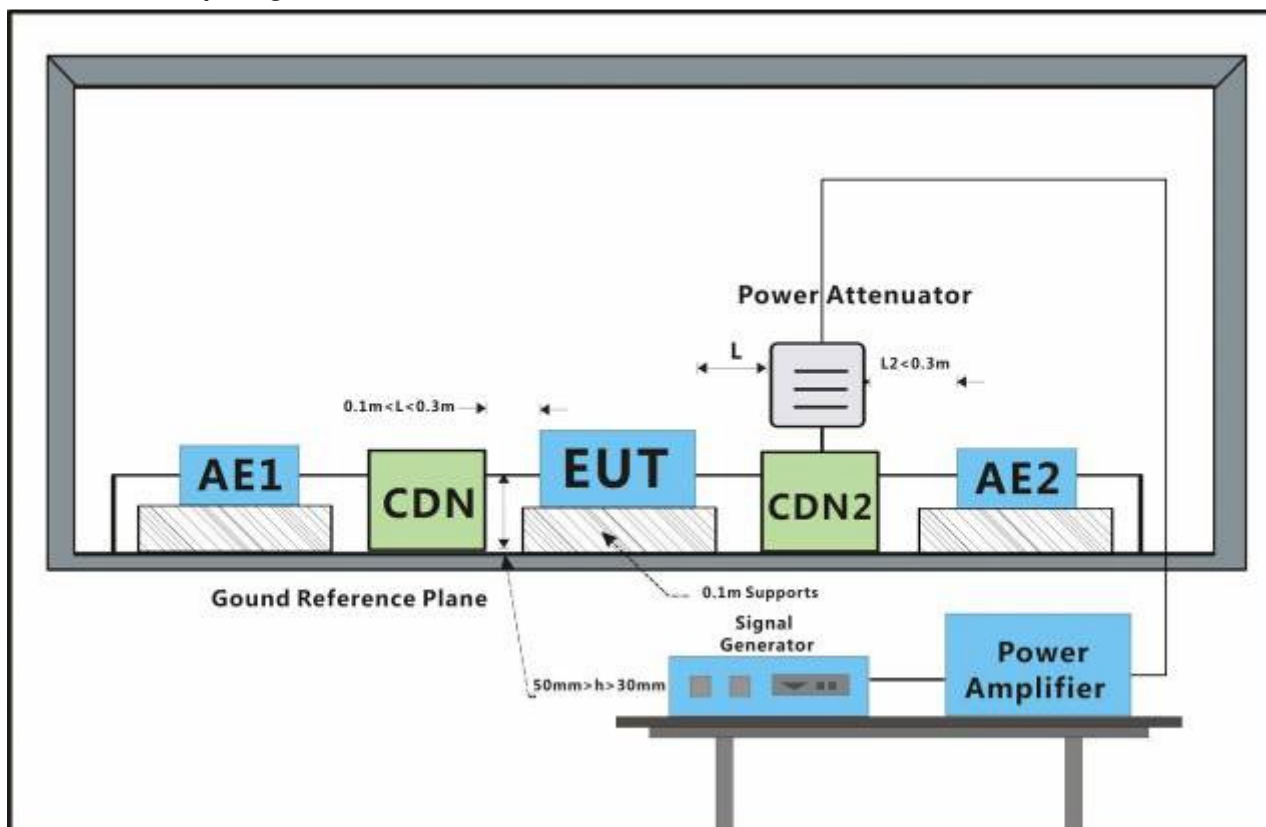 Power Attenuator
L
L2<0.3m
0.1m<L<0.3m
AE1
CDN
EUT
CDN2
AE2
Gound Reference Plane
0.1m Supports
Signal
Generator
50mm>h>30mm
Power
Amplifier